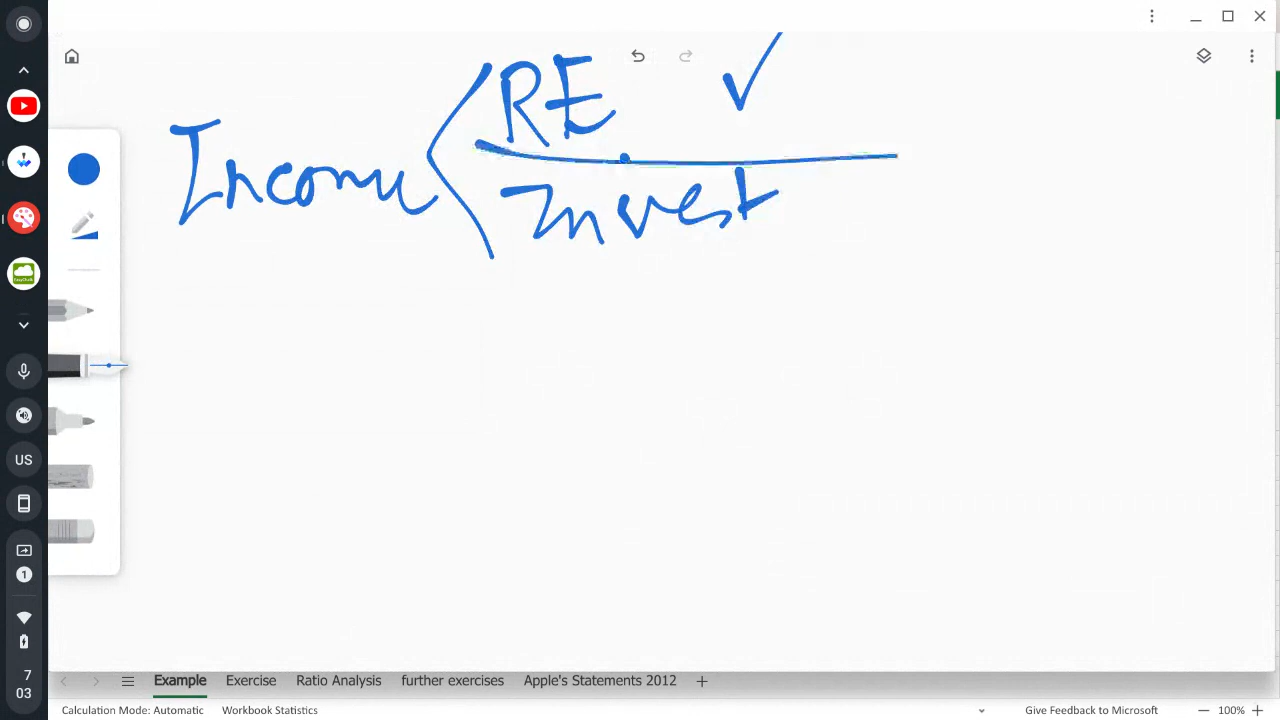 RE.
Income
Invest
US
1
7
03
Example Exercise Ratio Analysis further exercises Apple's Statements 2012
Calculation Mode: Automatic Workbook Statistics Give Feedback to Microsoft 100%